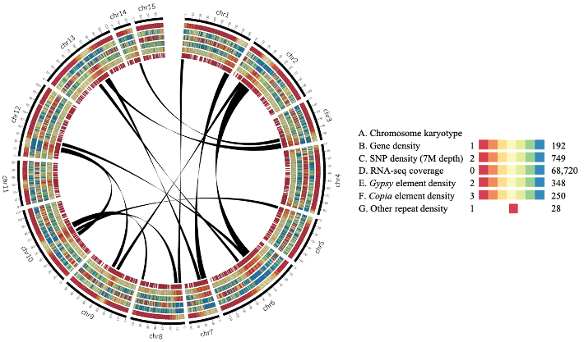 chr1
chr2
chr3
chr4
chr5
chr6
chr7
chr8
chr9
chr10
chr11
chr12
chr13
chr14
chr15
A. Chromosome karyotype
B. Gene density 1 192
C. SNP density (7M depth) 2 749
D. RNA-seq coverage 0 68,720
E. Gypsy element density 2 348
F. Copia element density 3 250
G. Other repeat density 1 28